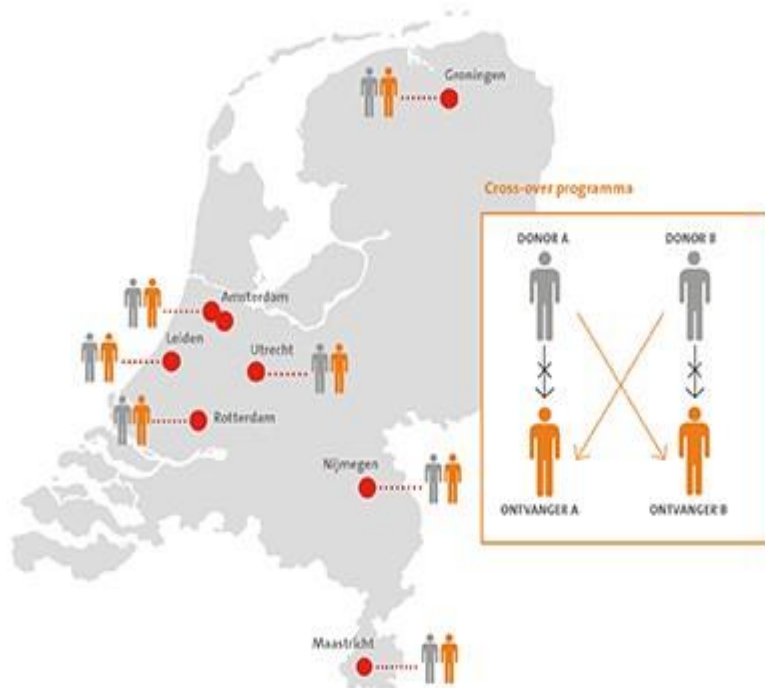 Groningen
Cross-over programma
DONOR A
DONOR B
Amsterdam
Leiden
Utrecht
Rotterdam
Nijmegen
ONTVANGER A
ONTVANGER B
Maastricht